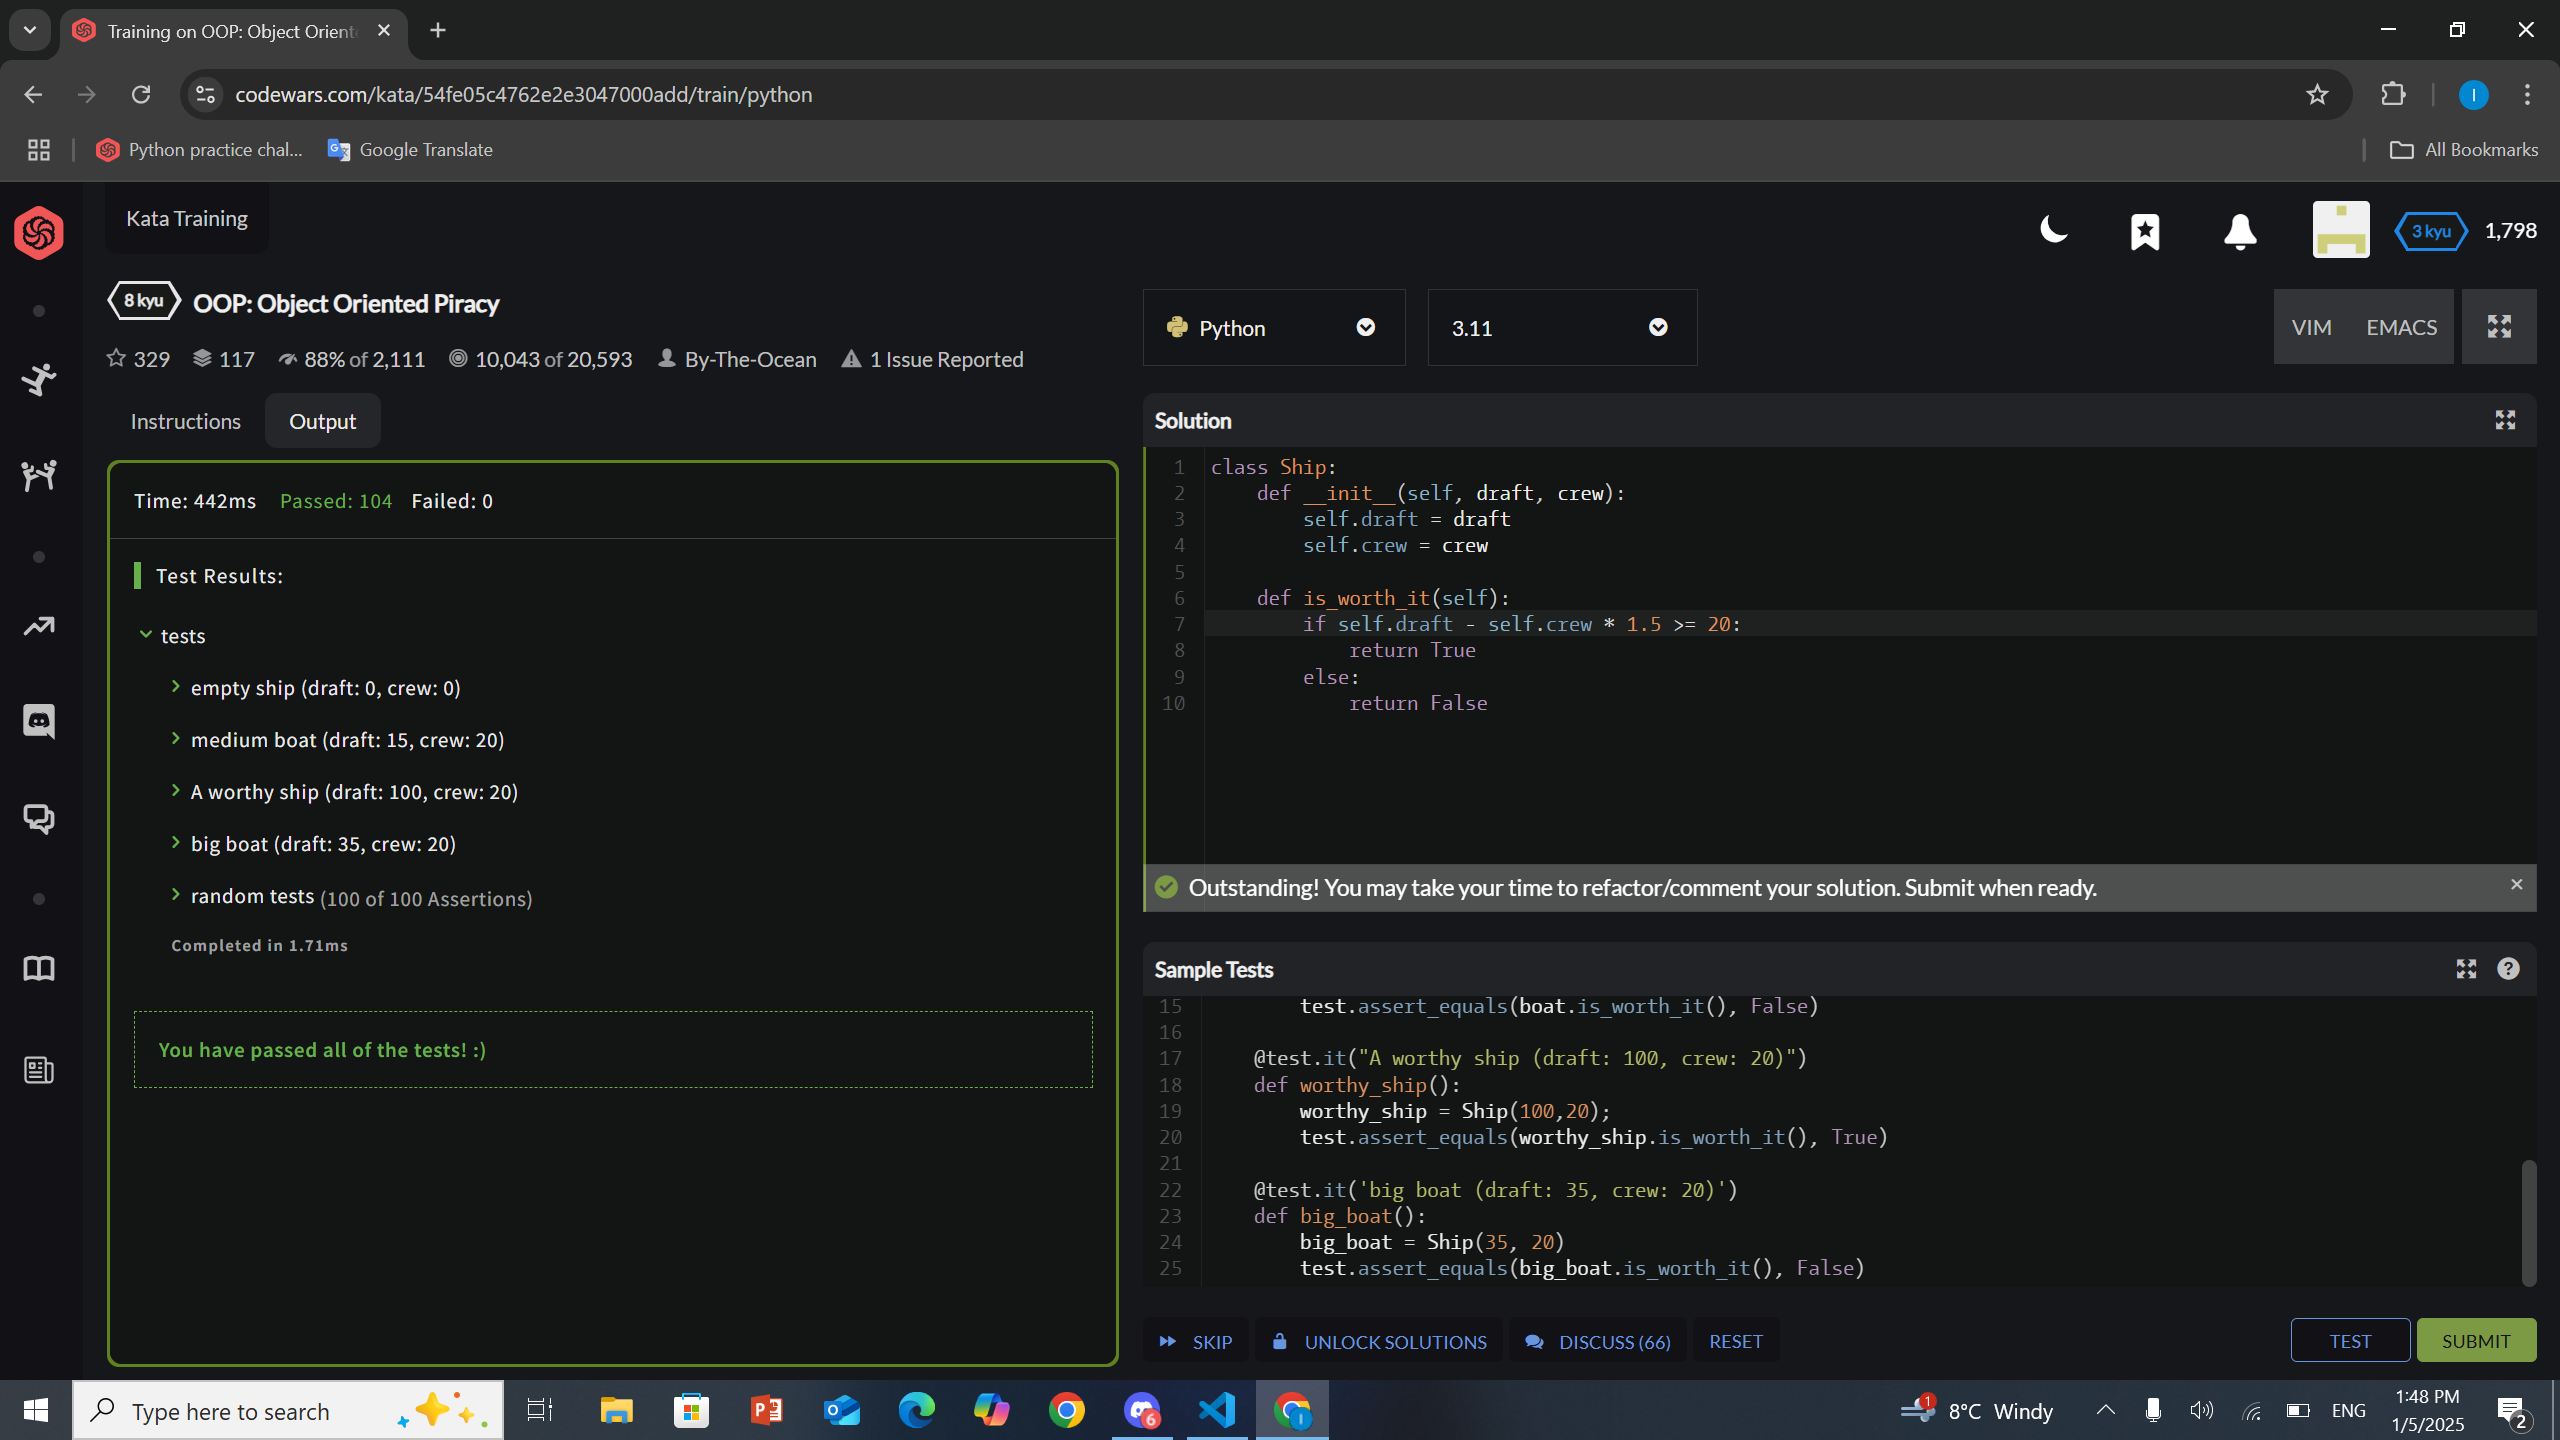 Training on OOP: Object Orient
codewars.com/kata/54fe05c4762e2e3047000add/train/python
I
Python practice chal...
Google Translate
All Bookmarks
Kata Training
3 kyu
1,798
8 kyu
OOP: Object Oriented Piracy
329
117
88% of 2,111
10,043 of 20,593
By-The-Ocean
1 Issue Reported
Python
3.11
VIM
EMACS
Instructions
Output
Time: 442ms Passed: 104 Failed: 0
Test Results:
tests
empty ship (draft: 0, crew: 0)
medium boat (draft: 15, crew: 20)
A worthy ship (draft: 100, crew: 20)
big boat (draft: 35, crew: 20)
random tests (100 of 100 Assertions)
Completed in 1.71ms
You have passed all of the tests! :)
Solution
1 class Ship:
2     def __init__(self, draft, crew):
3         self.draft = draft
4         self.crew = crew
5
6     def is_worth_it(self):
7         if self.draft - self.crew * 1.5 >= 20:
8             return True
9         else:
10             return False
Outstanding! You may take your time to refactor/comment your solution. Submit when ready.
Sample Tests
15         test.assert_equals(boat.is_worth_it(), False)
16
17     @test.it("A worthy ship (draft: 100, crew: 20)")
18     def worthy_ship():
19         worthy_ship = Ship(100,20);
20         test.assert_equals(worthy_ship.is_worth_it(), True)
21
22     @test.it('big boat (draft: 35, crew: 20)')
23     def big_boat():
24         big_boat = Ship(35, 20)
25         test.assert_equals(big_boat.is_worth_it(), False)
SKIP
UNLOCK SOLUTIONS
DISCUSS (66)
RESET
TEST
SUBMIT
Type here to search
6
I
1
8°C Windy
ENG
1:48 PM
1/5/2025
2